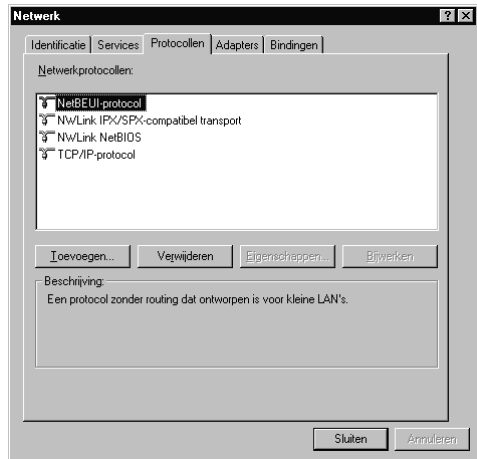 Netwerk
Identificatie Services Protocollen Adapters Bindingen
Netwerkprotocollen:
NetBEUI-protocol
NWLink IPX/SPX-compatibel transport
NWLink NetBIOS
TCP/IP-protocol
Toevoegen... Verwijderen Eigenschappen... Bijwerken
Beschrijving:
Een protocol zonder routing dat ontworpen is voor kleine LAN's.
Sluiten Annuleren